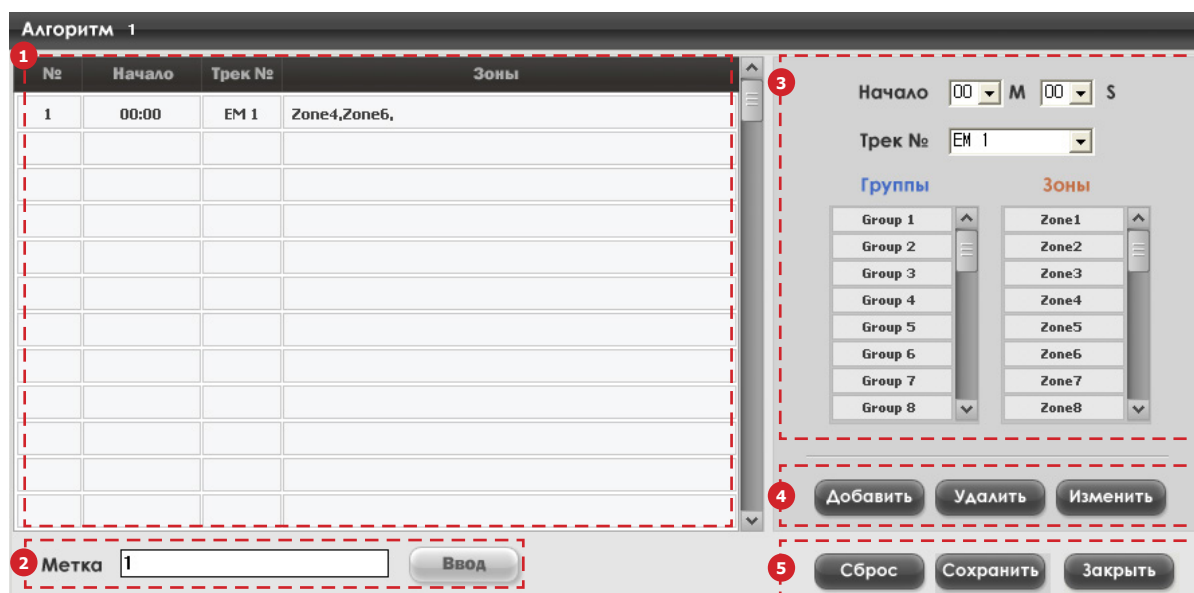 Алгоритм 1
1
№ Начало Трек № Зоны
1 00:00 EM 1 Zone4,Zone6,
2 Метка 1 Ввод
3
Начало 00 M 00 S
Трек № EM 1
Группы Зоны
Group 1 Zone1
Group 2 Zone2
Group 3 Zone3
Group 4 Zone4
Group 5 Zone5
Group 6 Zone6
Group 7 Zone7
Group 8 Zone8
4 Добавить Удалить Изменить
5 Сброс Сохранить Закрыть